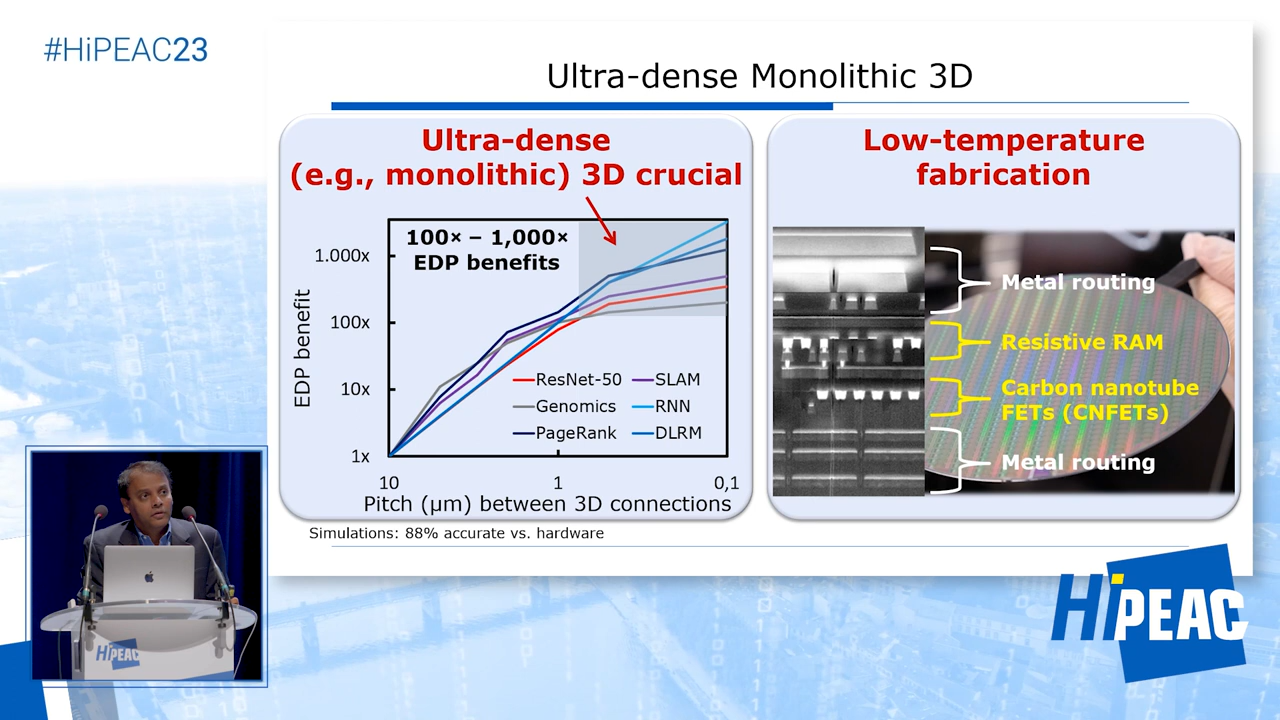 #HiPEAC23
Ultra-dense Monolithic 3D
Ultra-dense
(e.g., monolithic) 3D crucial
100× – 1,000×
EDP benefits
EDP benefit
1.000x
100x
10x
1x
ResNet-50
SLAM
Genomics
RNN
PageRank
DLRM
10
1
0,1
Pitch (μm) between 3D connections
Simulations: 88% accurate vs. hardware
Low-temperature
fabrication
Metal routing
Resistive RAM
Carbon nanotube
FETs (CNFETs)
Metal routing
HiPEAC
HiPEAC